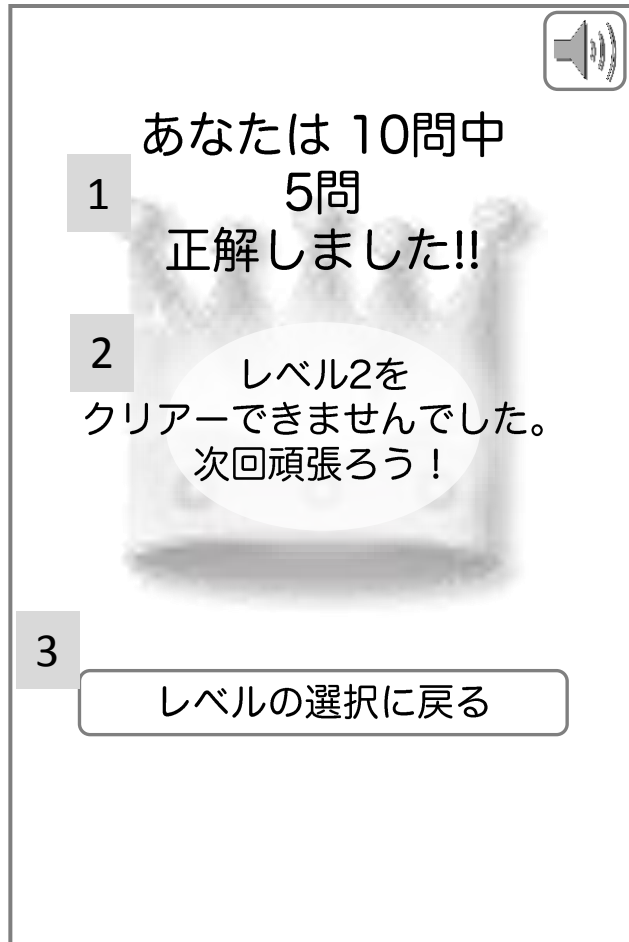 あなたは 10問中
1
5問
正解しました!!
2
レベル2を
クリアーできませんでした。
次回頑張ろう！
3
レベルの選択に戻る